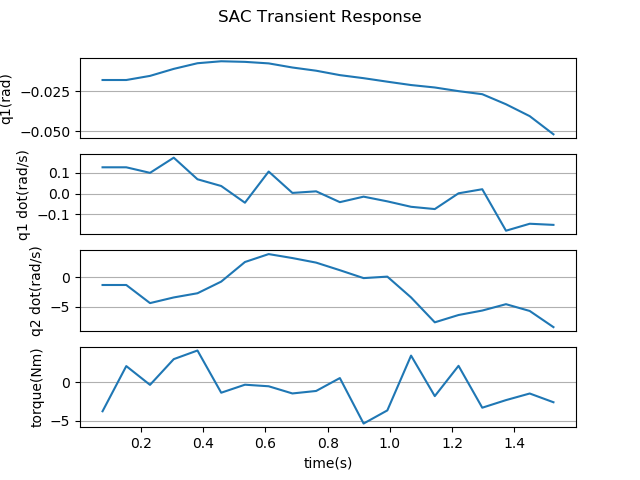 SAC Transient Response
q1(rad)
−0.025
−0.050
q1 dot(rad/s)
0.1
0.0
−0.1
q2 dot(rad/s)
0
−5
torque(Nm)
0
−5
0.2 0.4 0.6 0.8 1.0 1.2 1.4
time(s)